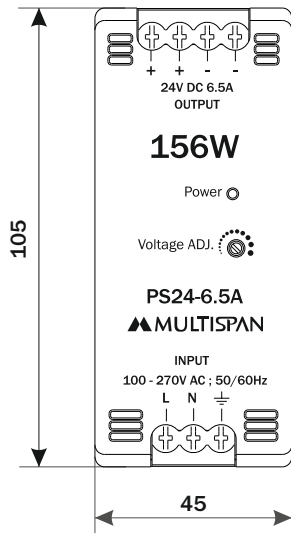 + + - -
24V DC 6.5A
OUTPUT
156W
Power
105
Voltage ADJ.
PS24-6.5A
MULTISPAN
INPUT
100 - 270V AC ; 50/60Hz
L N
45